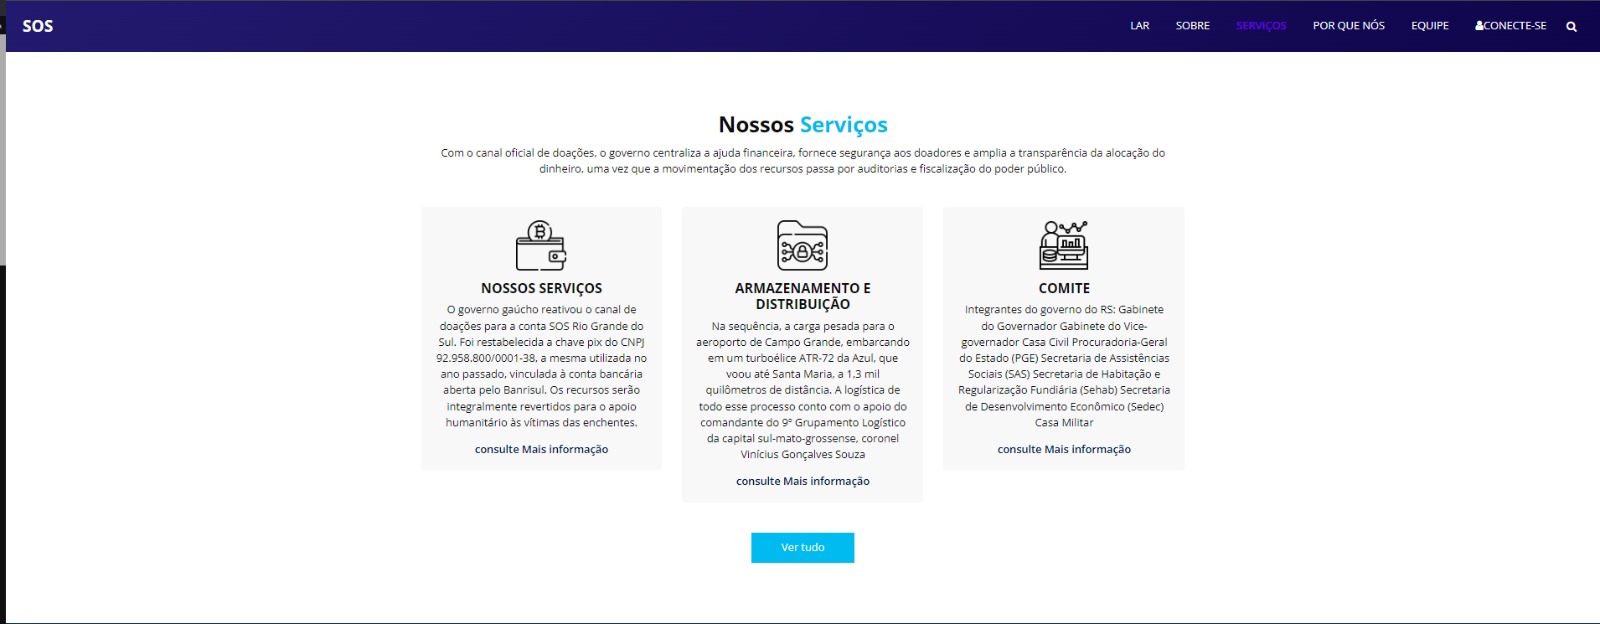 SOS
LAR SOBRE SERVIÇOS POR QUE NÓS EQUIPE CONECTE-SE
Nossos Serviços
Com o canal oficial de doações, o governo centraliza a ajuda financeira, fornece segurança aos doadores e amplia a transparência da alocação do
dinheiro, uma vez que a movimentação dos recursos passa por auditorias e fiscalização do poder público.
NOSSOS SERVIÇOS
O governo gaúcho reativou o canal de
doações para a conta SOS Rio Grande do
Sul. Foi restabelecida a chave pix do CNPJ
92.958.800/0001-38, a mesma utilizada no
ano passado, vinculada à conta bancária
aberta pelo Banrisul. Os recursos serão
integralmente revertidos para o apoio
humanitário às vítimas das enchentes.
consulte Mais informação
ARMAZENAMENTO E
DISTRIBUIÇÃO
Na sequência, a carga pesada para o
aeroporto de Campo Grande, embarcando
em um turboélice ATR-72 da Azul, que
voou até Santa Maria, a 1,3 mil
quilômetros de distância. A logística de
todo esse processo conto com o apoio do
comandante do 9º Grupamento Logístico
da capital sul-mato-grossense, coronel
Vinícius Gonçalves Souza
consulte Mais informação
COMITE
Integrantes do governo do RS: Gabinete
do Governador Gabinete do Vice-
governador Casa Civil Procuradoria-Geral
do Estado (PGE) Secretaria de Assistências
Sociais (SAS) Secretaria de Habitação e
Regularização Fundiária (Sehab) Secretaria
de Desenvolvimento Econômico (Sedec)
Casa Militar
consulte Mais informação
Ver tudo